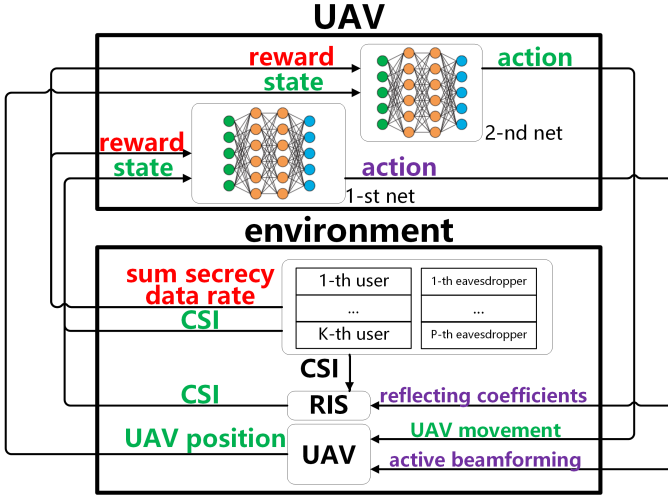 UAV
reward
state
action
2-nd net
reward
state
action
1-st net
environment
sum secrecy
data rate
CSI
1-th user
...
K-th user
1-th eavesdropper
...
P-th eavesdropper
CSI
CSI
RIS
reflecting coefficients
UAV position
UAV
UAV movement
active beamforming